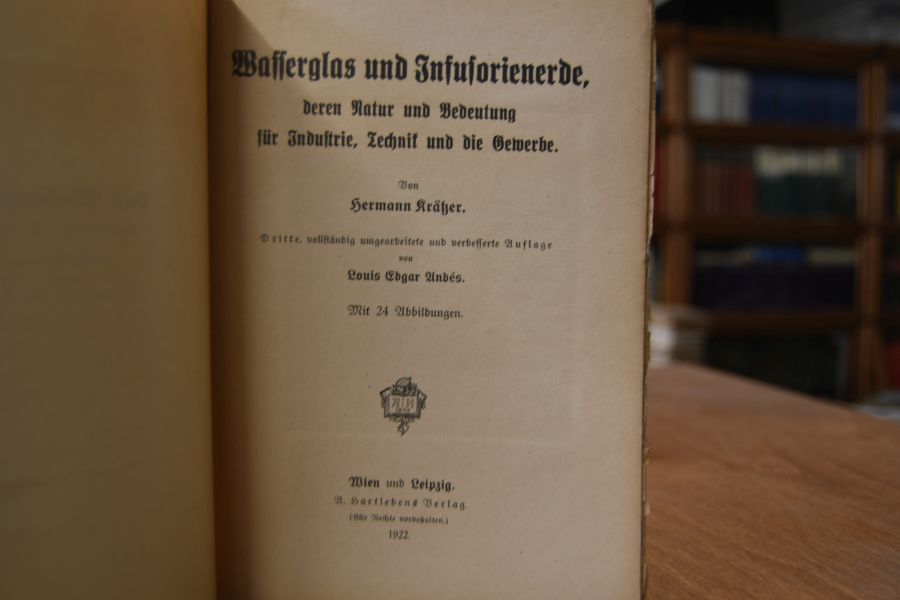 Wasserglas und Infusorienerde,
deren Natur und Bedeutung
für Industrie, Technik und die Gewerbe.
Von
Hermann Krätzer.
Dritte, vollständig umgearbeitete und verbesserte Auflage
von
Louis Edgar Andés.
Mit 24 Abbildungen.
Wien und Leipzig.
A. Hartlebens Verlag
(Alle Rechte vorbehalten.)
1922.